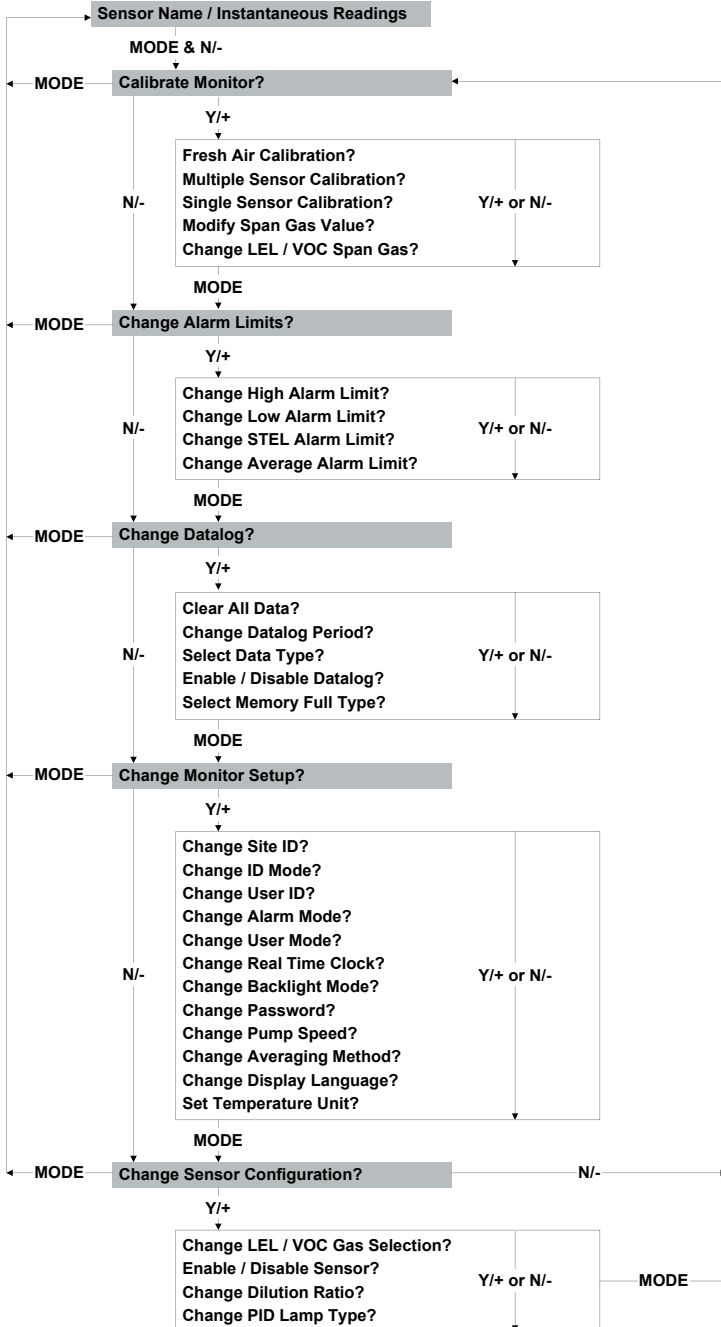 Sensor Name / Instantaneous Readings
MODE & N/-
MODE
Calibrate Monitor?
Y/+
Fresh Air Calibration?
Multiple Sensor Calibration?
N/-
Single Sensor Calibration?
Y/+ or N/-
Modify Span Gas Value?
Change LEL / VOC Span Gas?
MODE
MODE
Change Alarm Limits?
Y/+
Change High Alarm Limit?
Change Low Alarm Limit?
N/-
Y/+ or N/-
Change STEL Alarm Limit?
Change Average Alarm Limit?
MODE
MODE
Change Datalog?
Y/+
Clear All Data?
Change Datalog Period?
N/-
Select Data Type?
Y/+ or N/-
Enable / Disable Datalog?
Select Memory Full Type?
MODE
MODE
Change Monitor Setup?
Y/+
Change Site ID?
Change ID Mode?
Change User ID?
Change Alarm Mode?
Change User Mode?
Change Real Time Clock?
N/-
Y/+ or N/-
Change Backlight Mode?
Change Password?
Change Pump Speed?
Change Averaging Method?
Change Display Language?
Set Temperature Unit?
MODE
MODE
Change Sensor Configuration?
N/-
Y/+
Change LEL / VOC Gas Selection?
Enable / Disable Sensor?
Y/+ or N/-
MODE
Change Dilution Ratio?
Change PID Lamp Type?